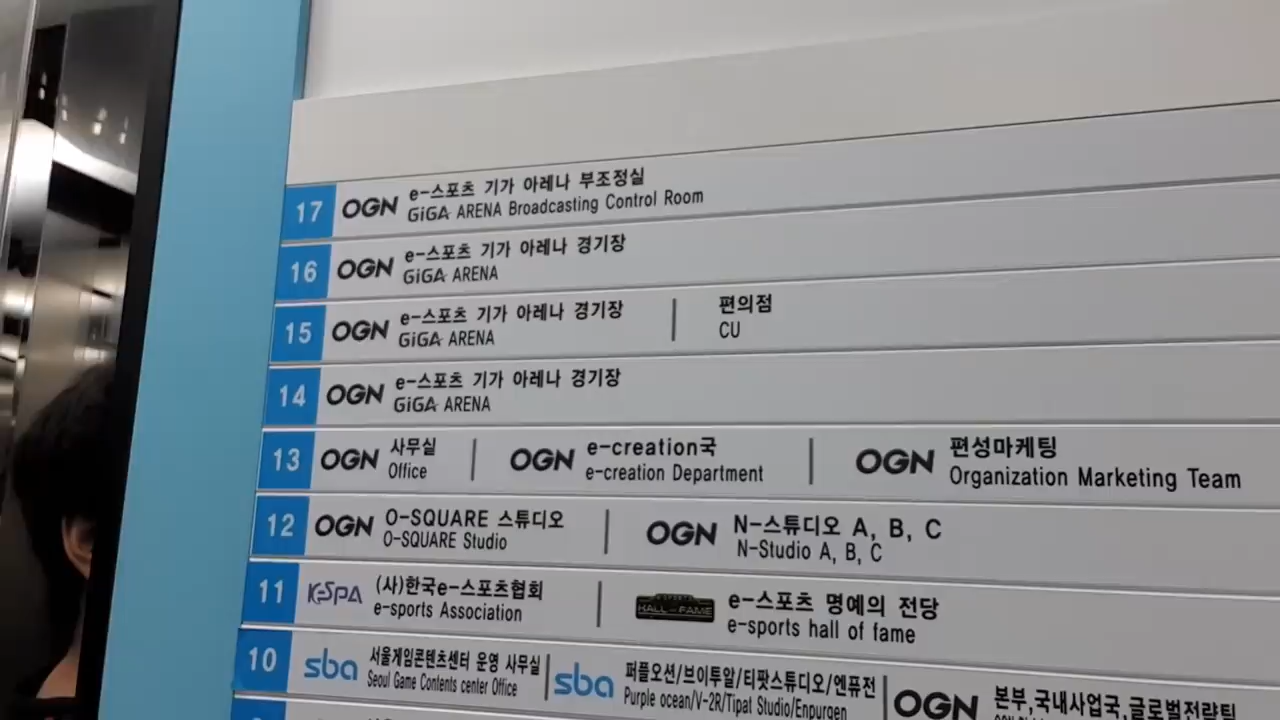 17 OGN e-스포츠 기가 아레나 부조정실
GiGA ARENA Broadcasting Control Room
16 OGN e-스포츠 기가 아레나 경기장
GiGA ARENA
15 OGN e-스포츠 기가 아레나 경기장 편의점
GiGA ARENA CU
14 OGN e-스포츠 기가 아레나 경기장
GiGA ARENA
13 OGN 사무실 OGN e-creation국 OGN 편성마케팅
Office e-creation Department Organization Marketing Team
12 OGN O-SQUARE 스튜디오 OGN N-스튜디오 A, B, C
O-SQUARE Studio N-Studio A, B, C
11 KeSPA (사)한국e-스포츠협회 HALL OF FAME e-스포츠 명예의 전당
e-sports Association e-sports hall of fame
10 sba 서울게임콘텐츠센터 운영 사무실 sba 퍼플오션/브이투알/티팟스튜디오/엔퓨전 OGN 본부,국내사업국,글로벌전략팀
Seoul Game Contents center Office Purple ocean/V-2R/Tipat Studio/Enpurgen